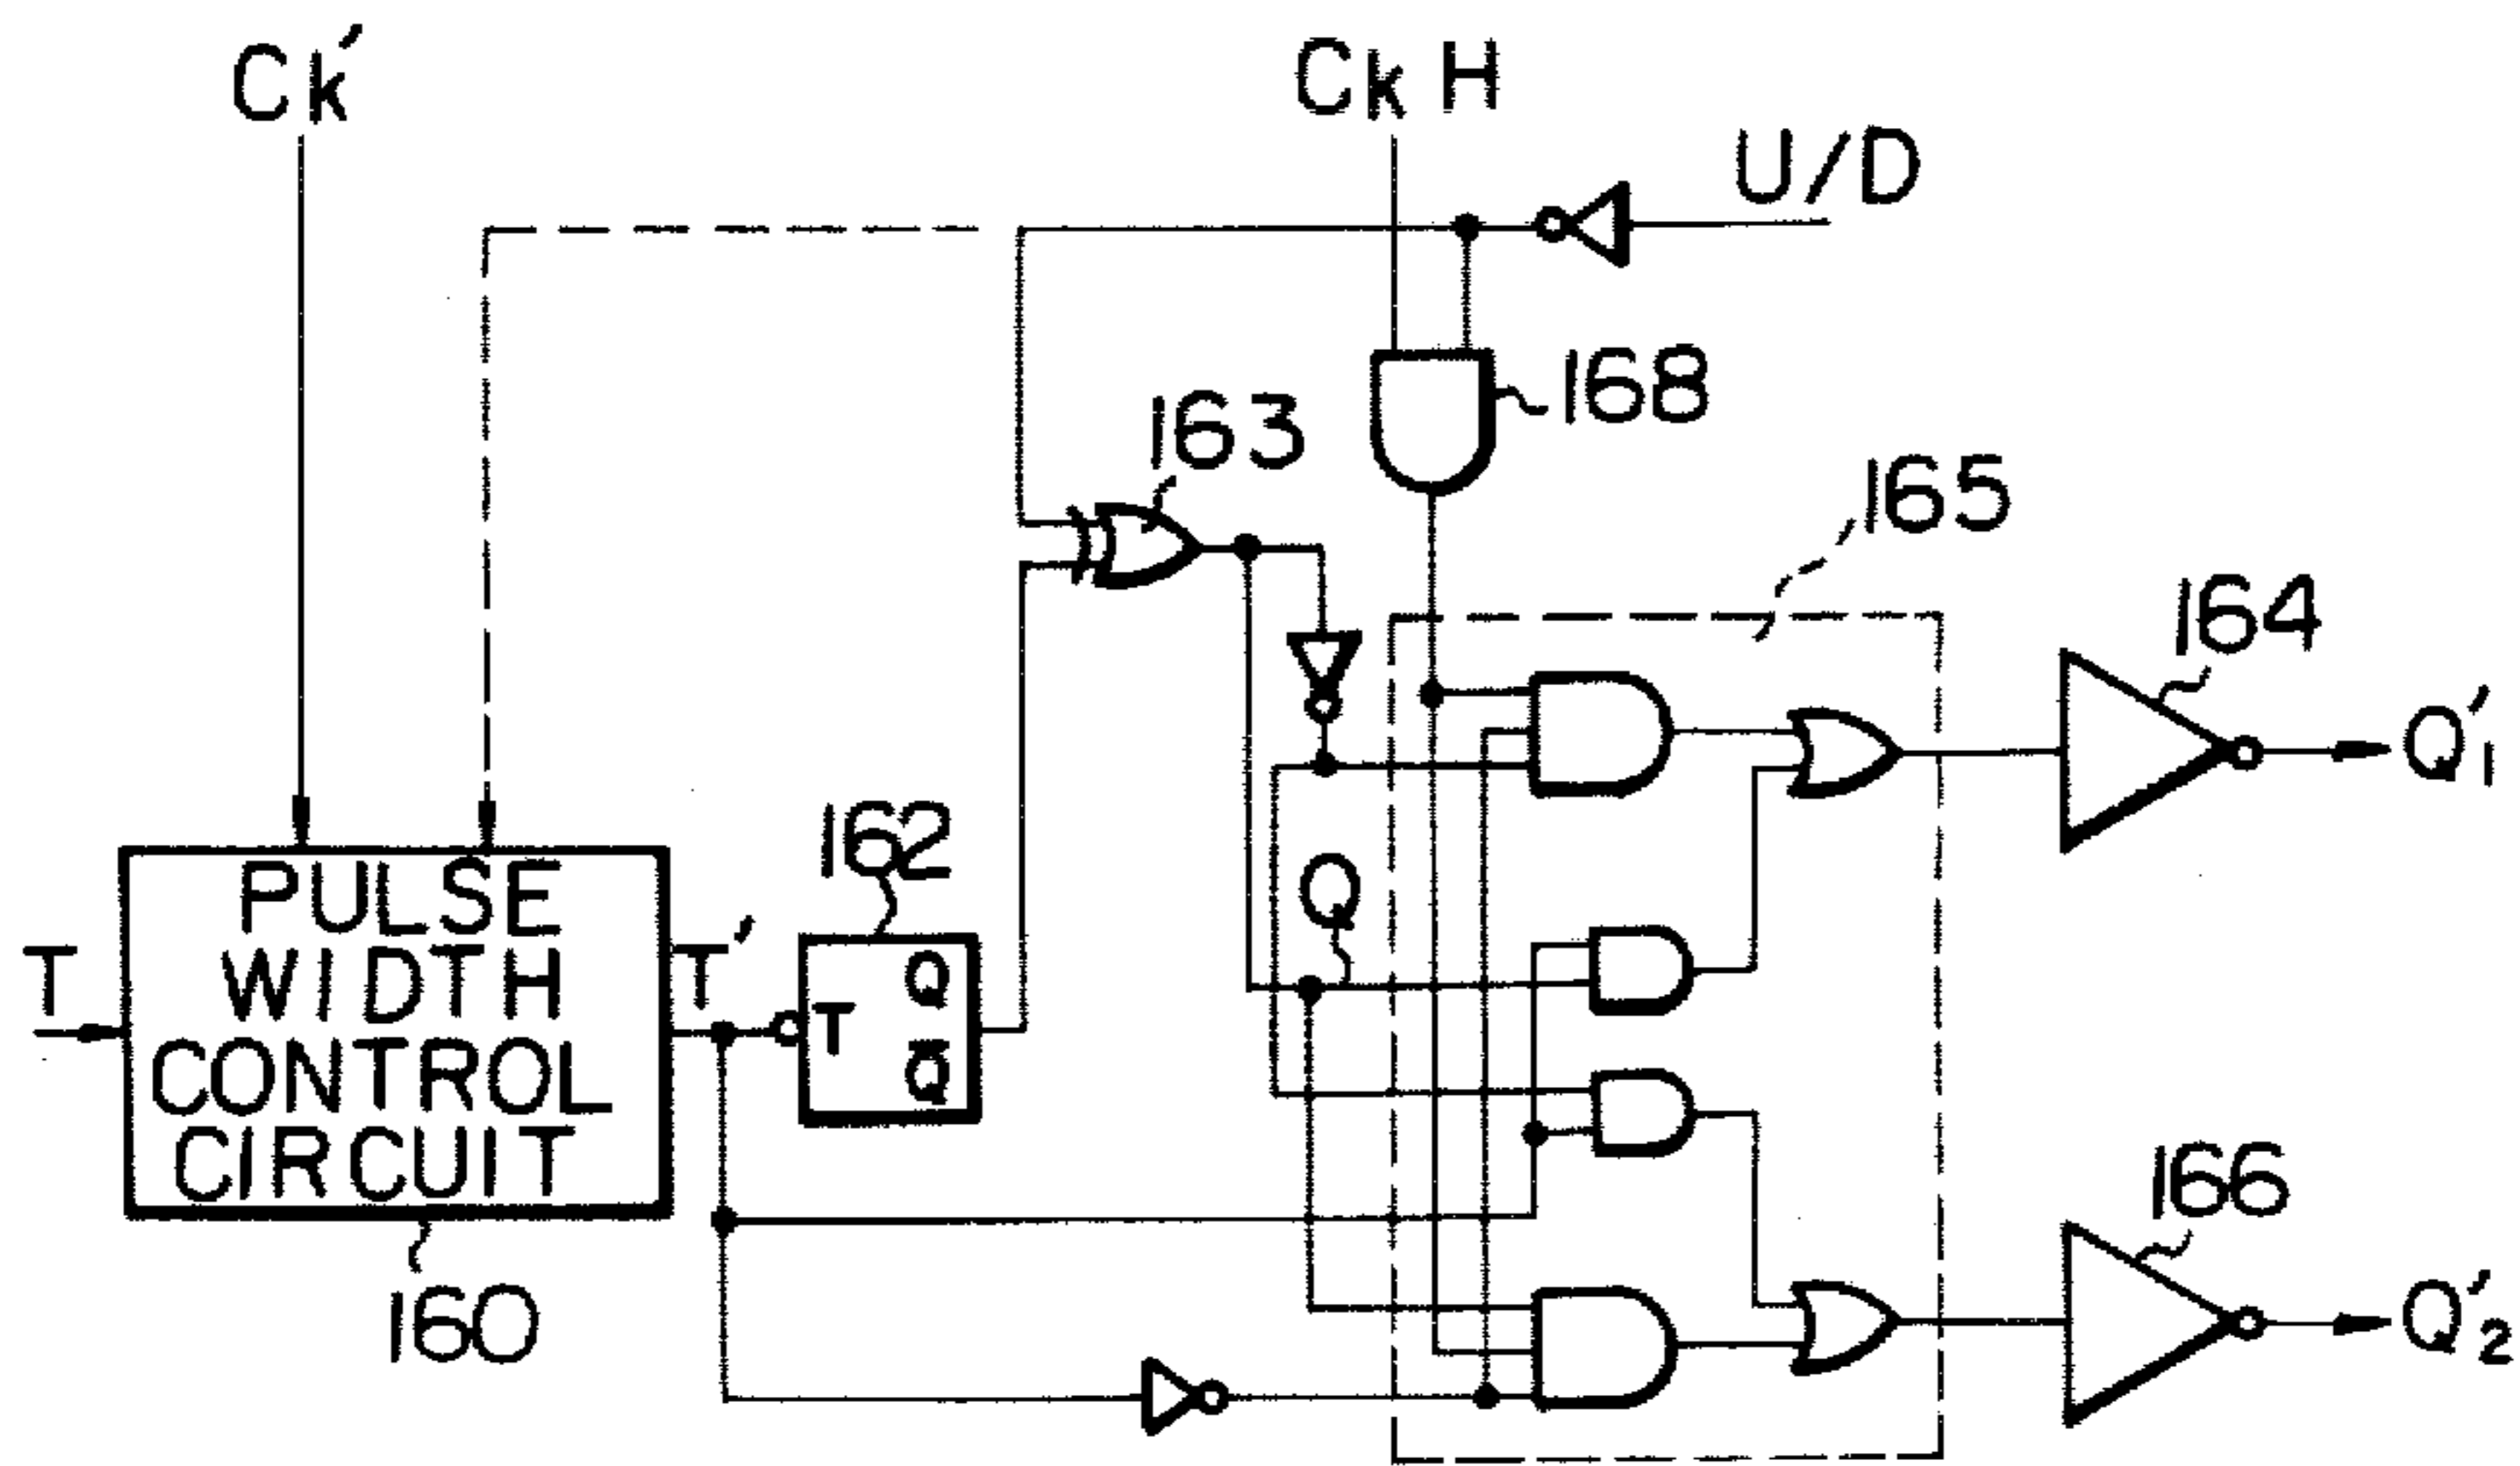 Ck′
Ck H
U/D
168
163
165
164
Q′1
162
Q
PULSE
WIDTH
CONTROL
CIRCUIT
T
T′
T
Q
Q̅
160
166
Q′2